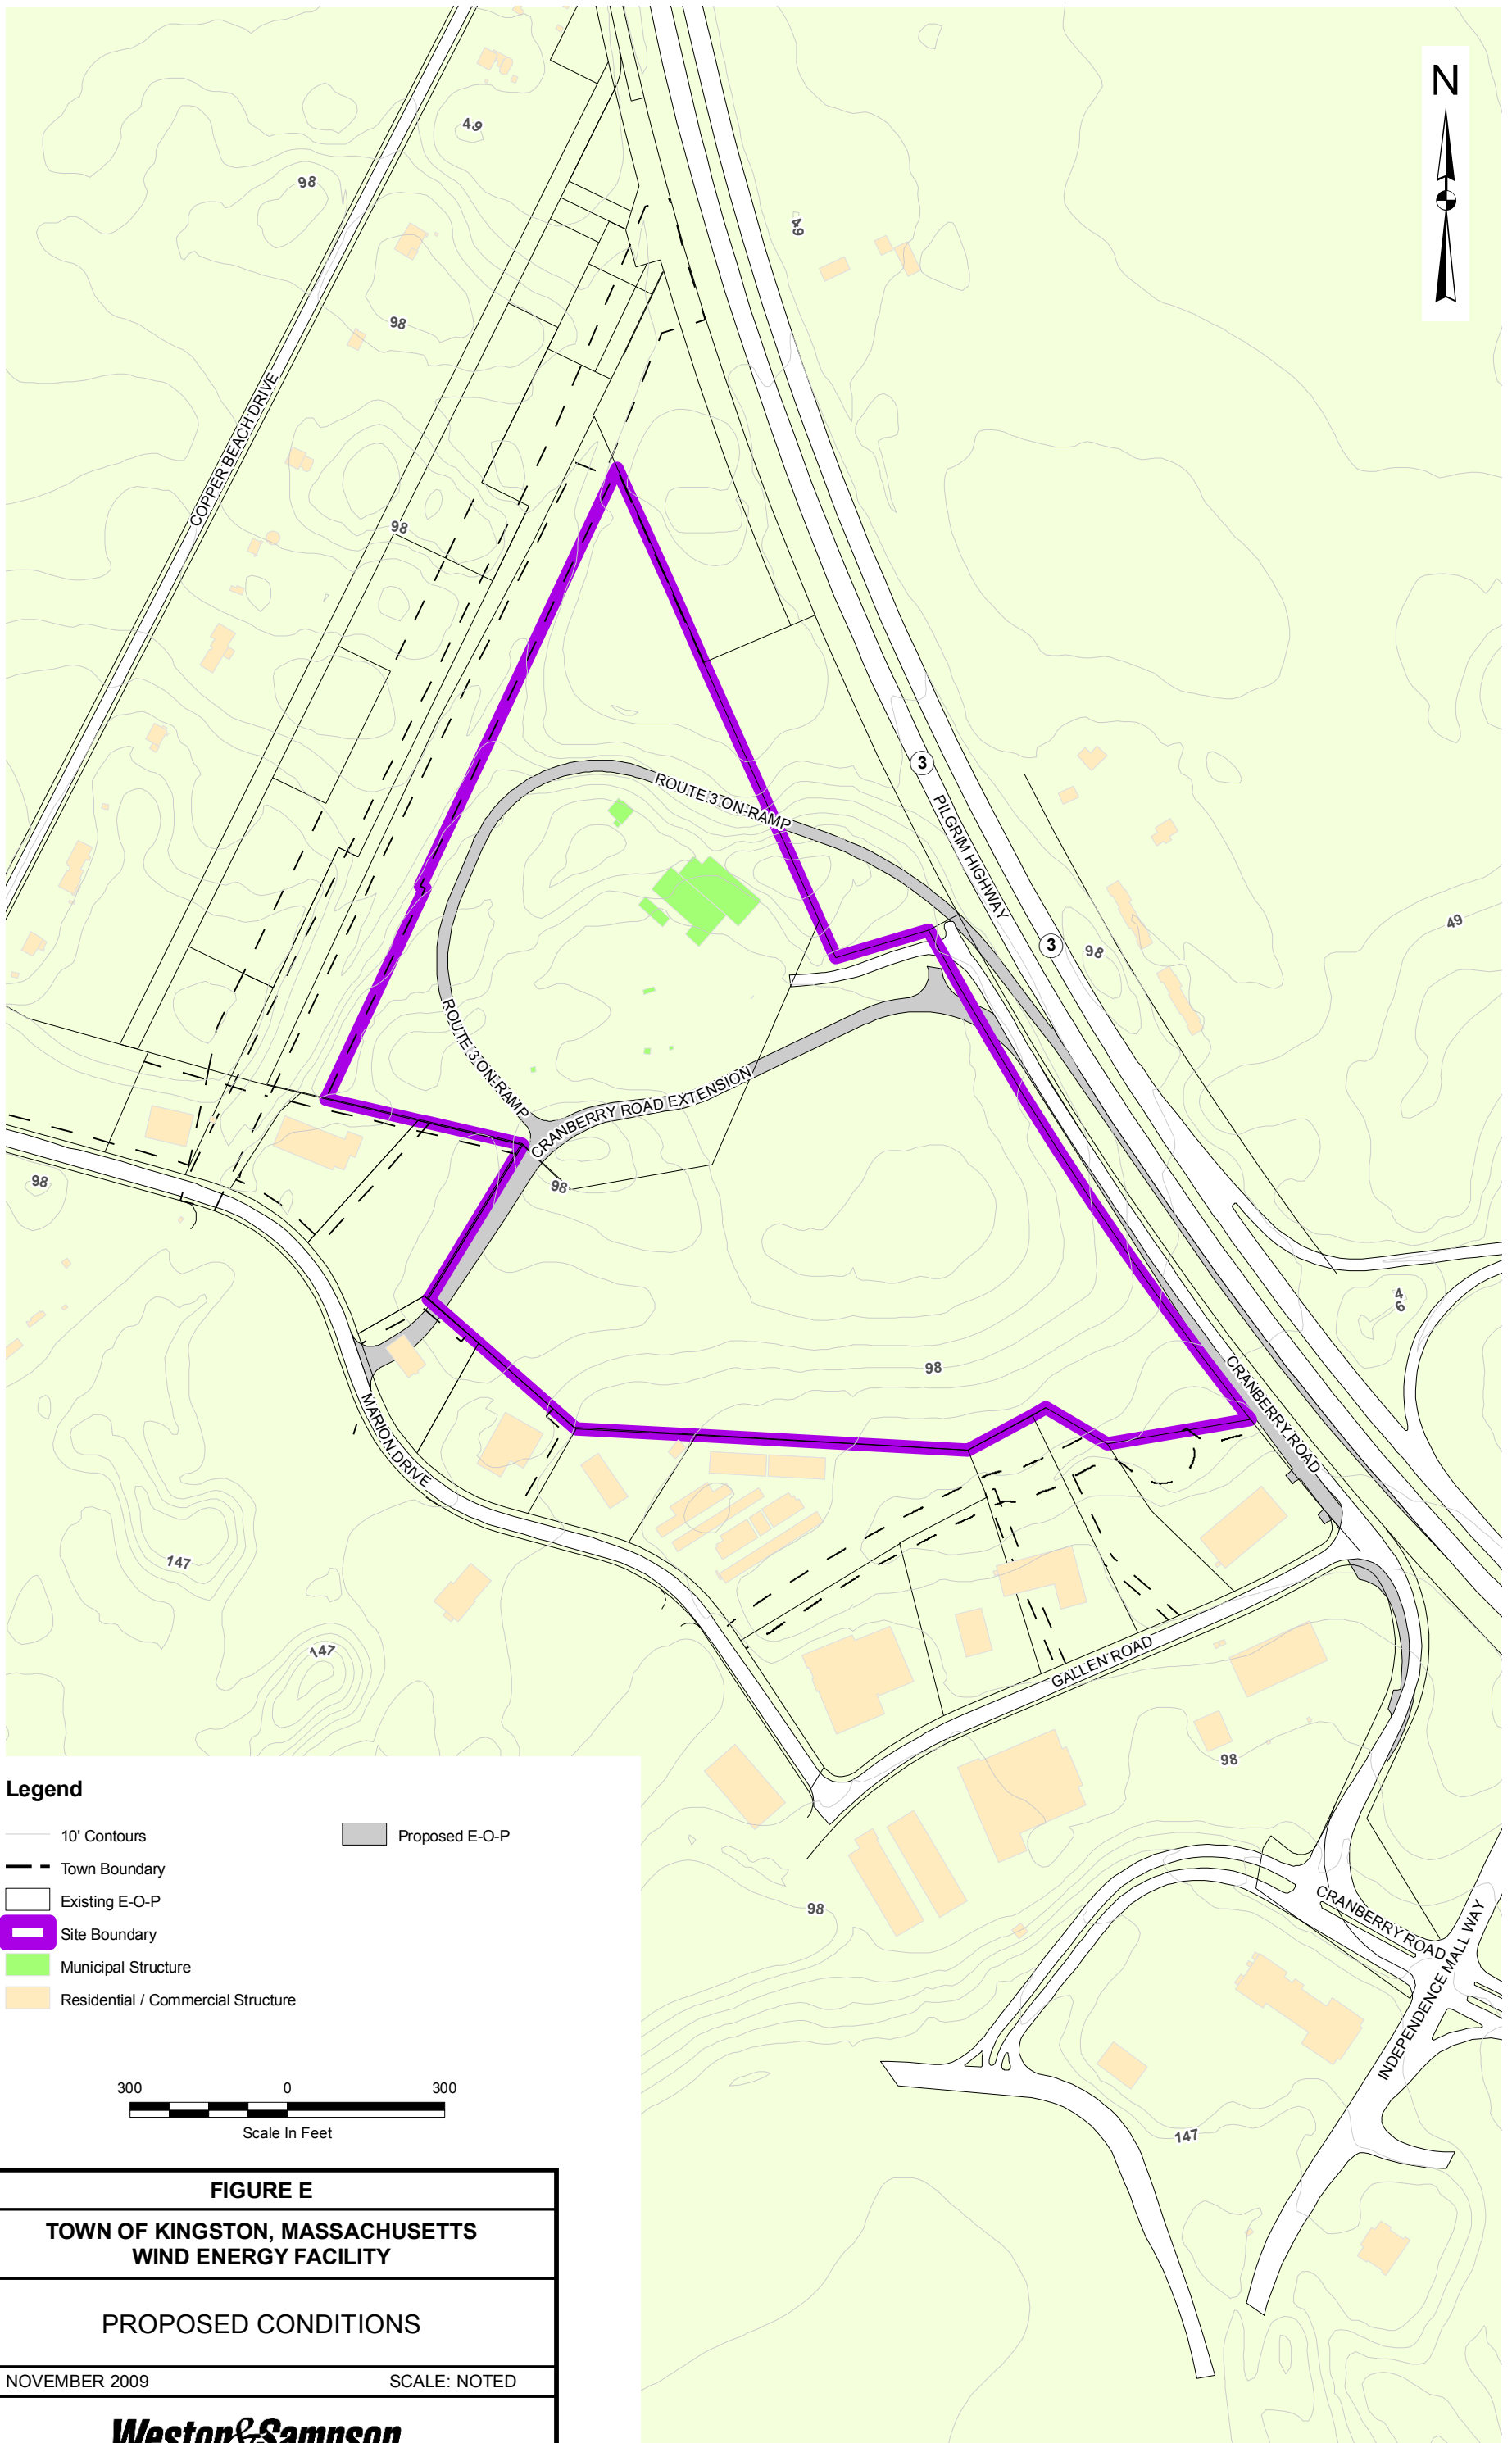 N
49
98
49
98
COPPER BEACH DRIVE
98
3
ROUTE 3 ON-RAMP
PILGRIM HIGHWAY
49
3
98
ROUTE 3 ON-RAMP
CRANBERRY ROAD EXTENSION
98
98
4
6
98
CRANBERRY ROAD
MARION DRIVE
147
147
GALLEN ROAD
98
98
CRANBERRY ROAD
INDEPENDENCE MALL WAY
147
Legend
10' Contours
Proposed E-O-P
Town Boundary
Existing E-O-P
Site Boundary
Municipal Structure
Residential / Commercial Structure
300 0 300
Scale In Feet
FIGURE E
TOWN OF KINGSTON, MASSACHUSETTS
WIND ENERGY FACILITY
PROPOSED CONDITIONS
NOVEMBER 2009 SCALE: NOTED
Weston&Sampson